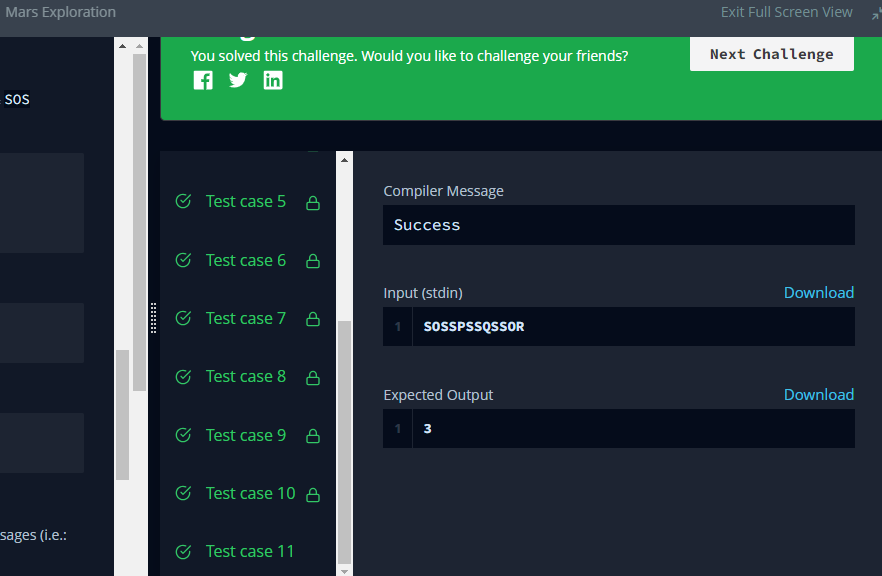 Mars Exploration
Exit Full Screen View
You solved this challenge. Would you like to challenge your friends?
Next Challenge
SOS
Test case 5
Test case 6
Test case 7
Test case 8
Test case 9
Test case 10
Test case 11
sages (i.e.:
Compiler Message
Success
Input (stdin)
Download
1 SOSSPSSQSSOR
Expected Output
Download
1 3